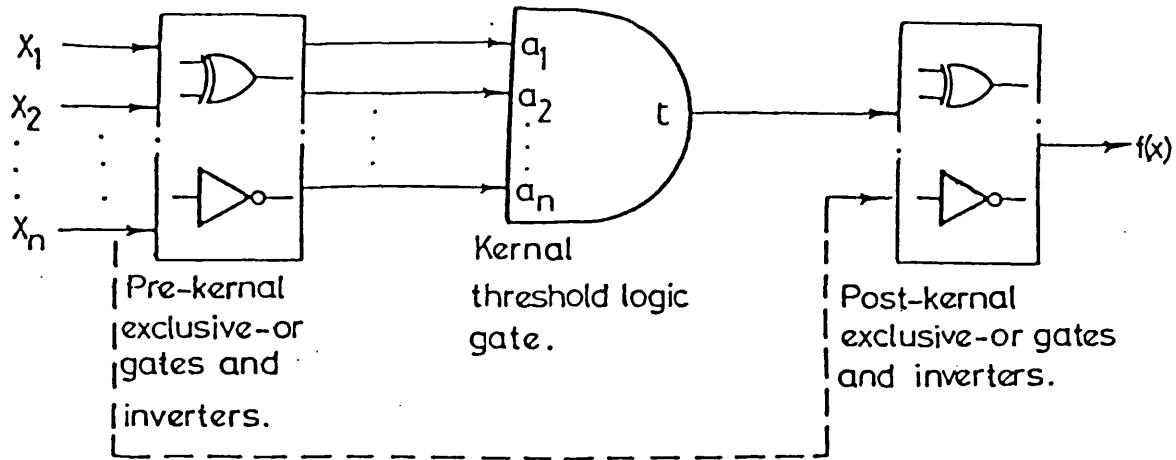 X1
X2
Xn
a1
a2
an
t
f(x)
Pre-kernal
exclusive-or
gates and
inverters.
Kernal
threshold logic
gate.
Post-kernal
exclusive-or gates
and inverters.